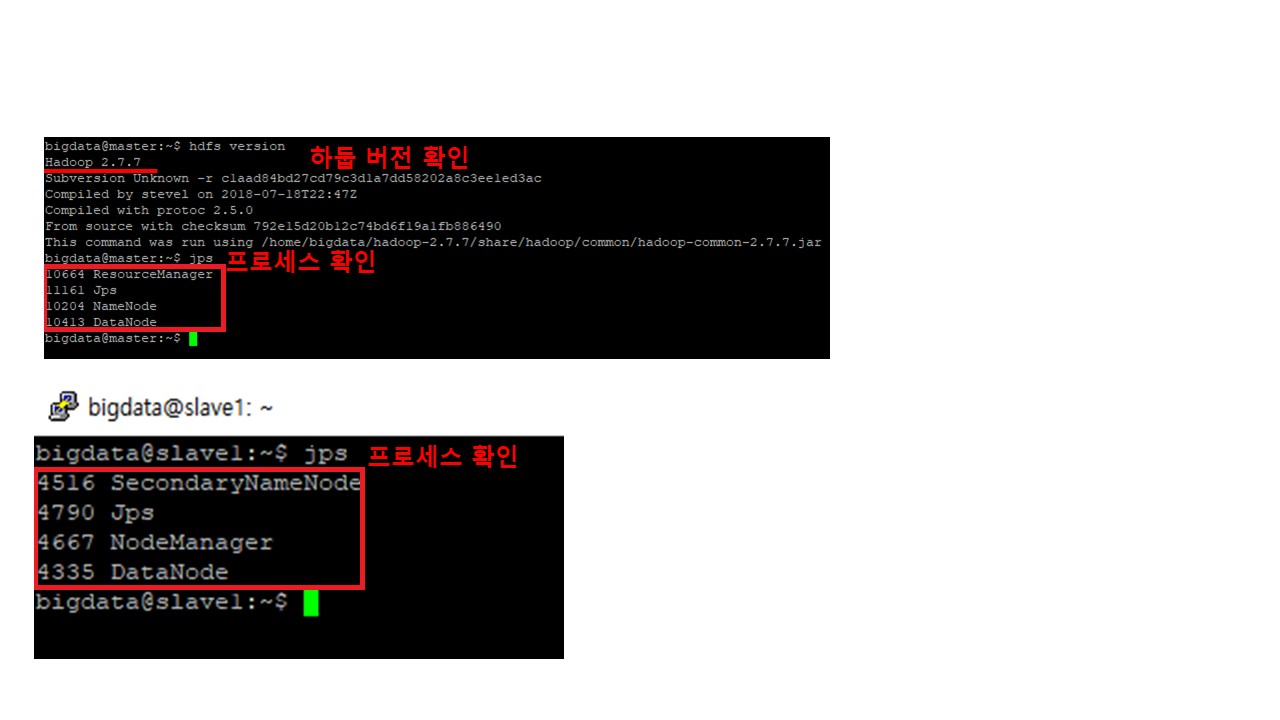 bigdata@master:~$ hdfs version
Hadoop 2.7.7
하둡 버전 확인
Subversion Unknown -r c1aad84bd27cd79c3d1a7dd58202a8c3ee1ed3ac
Compiled by stevel on 2018-07-18T22:47Z
Compiled with protoc 2.5.0
From source with checksum 792e15d20b12c74bd6f19a1fb886490
This command was run using /home/bigdata/hadoop-2.7.7/share/hadoop/common/hadoop-common-2.7.7.jar
bigdata@master:~$ jps
프로세스 확인
10664 ResourceManager
11161 Jps
10204 NameNode
10413 DataNode
bigdata@master:~$
bigdata@slave1: ~
bigdata@slave1:~$ jps
프로세스 확인
4516 SecondaryNameNode
4790 Jps
4667 NodeManager
4335 DataNode
bigdata@slave1:~$